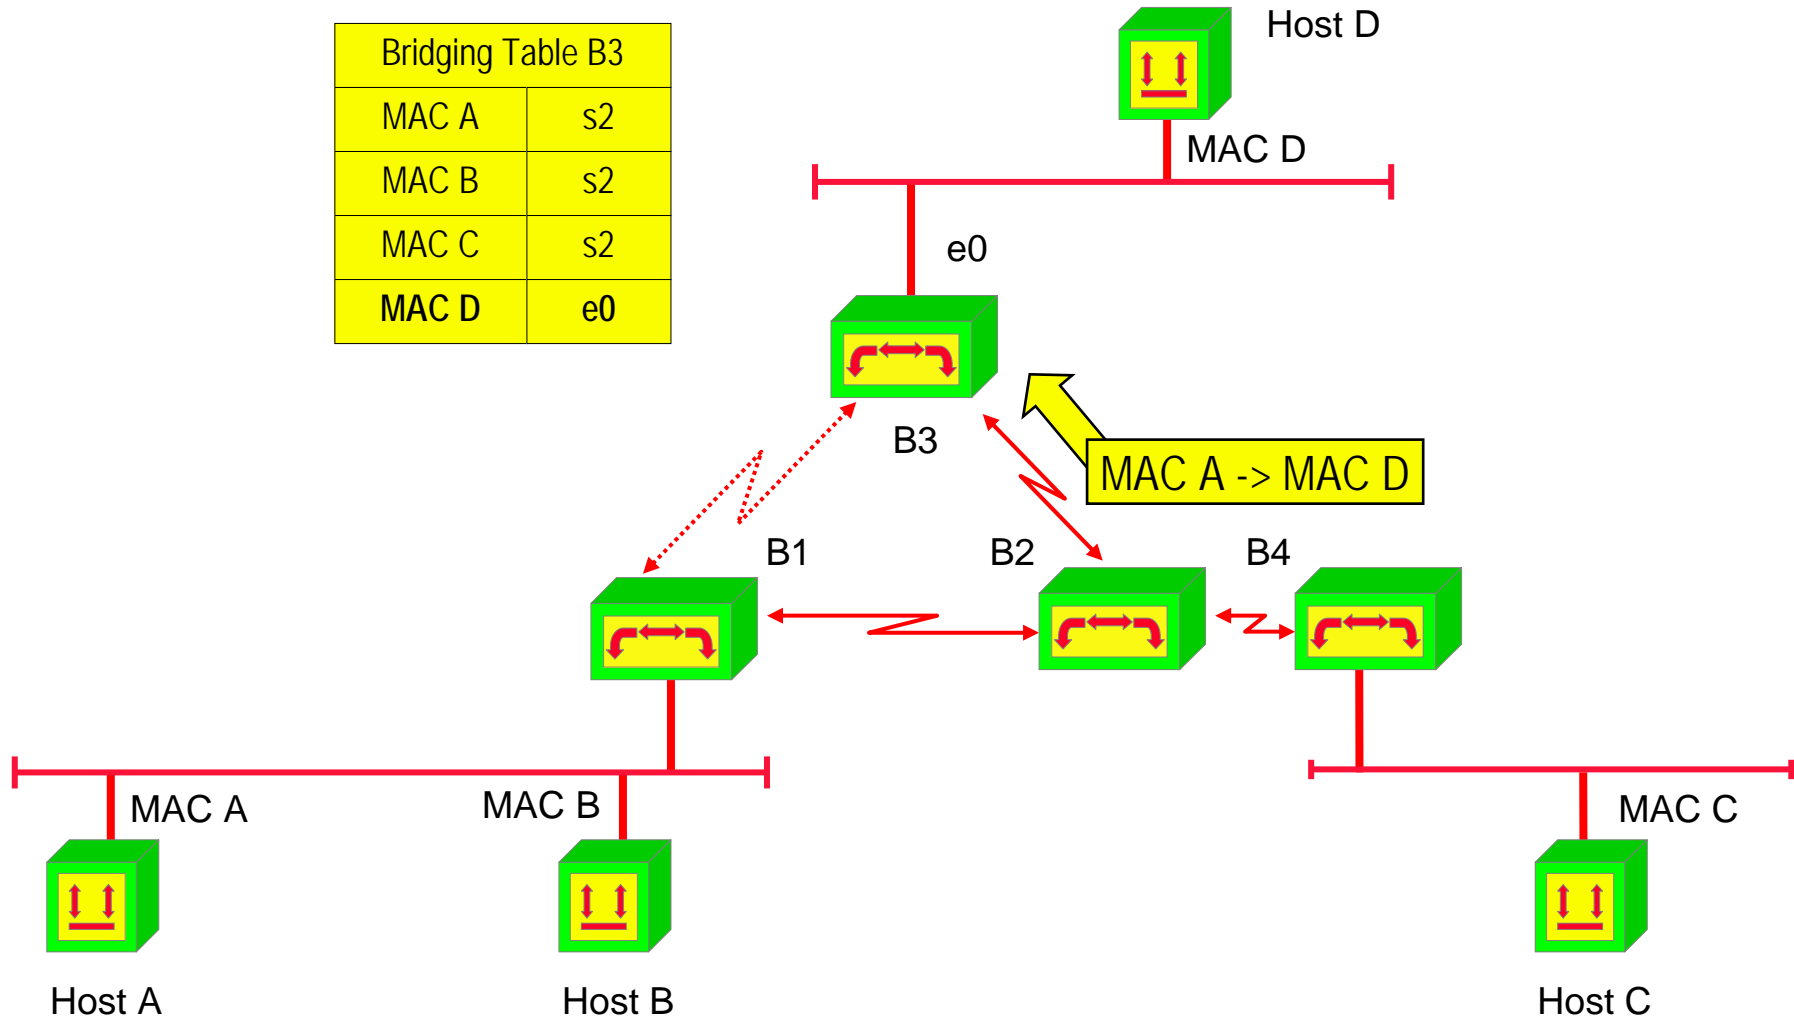 Host D
Bridging Table B3
MAC A s2
MAC B s2
MAC C s2
MAC D e0
MAC D
e0
B3
MAC A -> MAC D
B1 B2 B4
MAC A MAC B MAC C
Host A Host B Host C